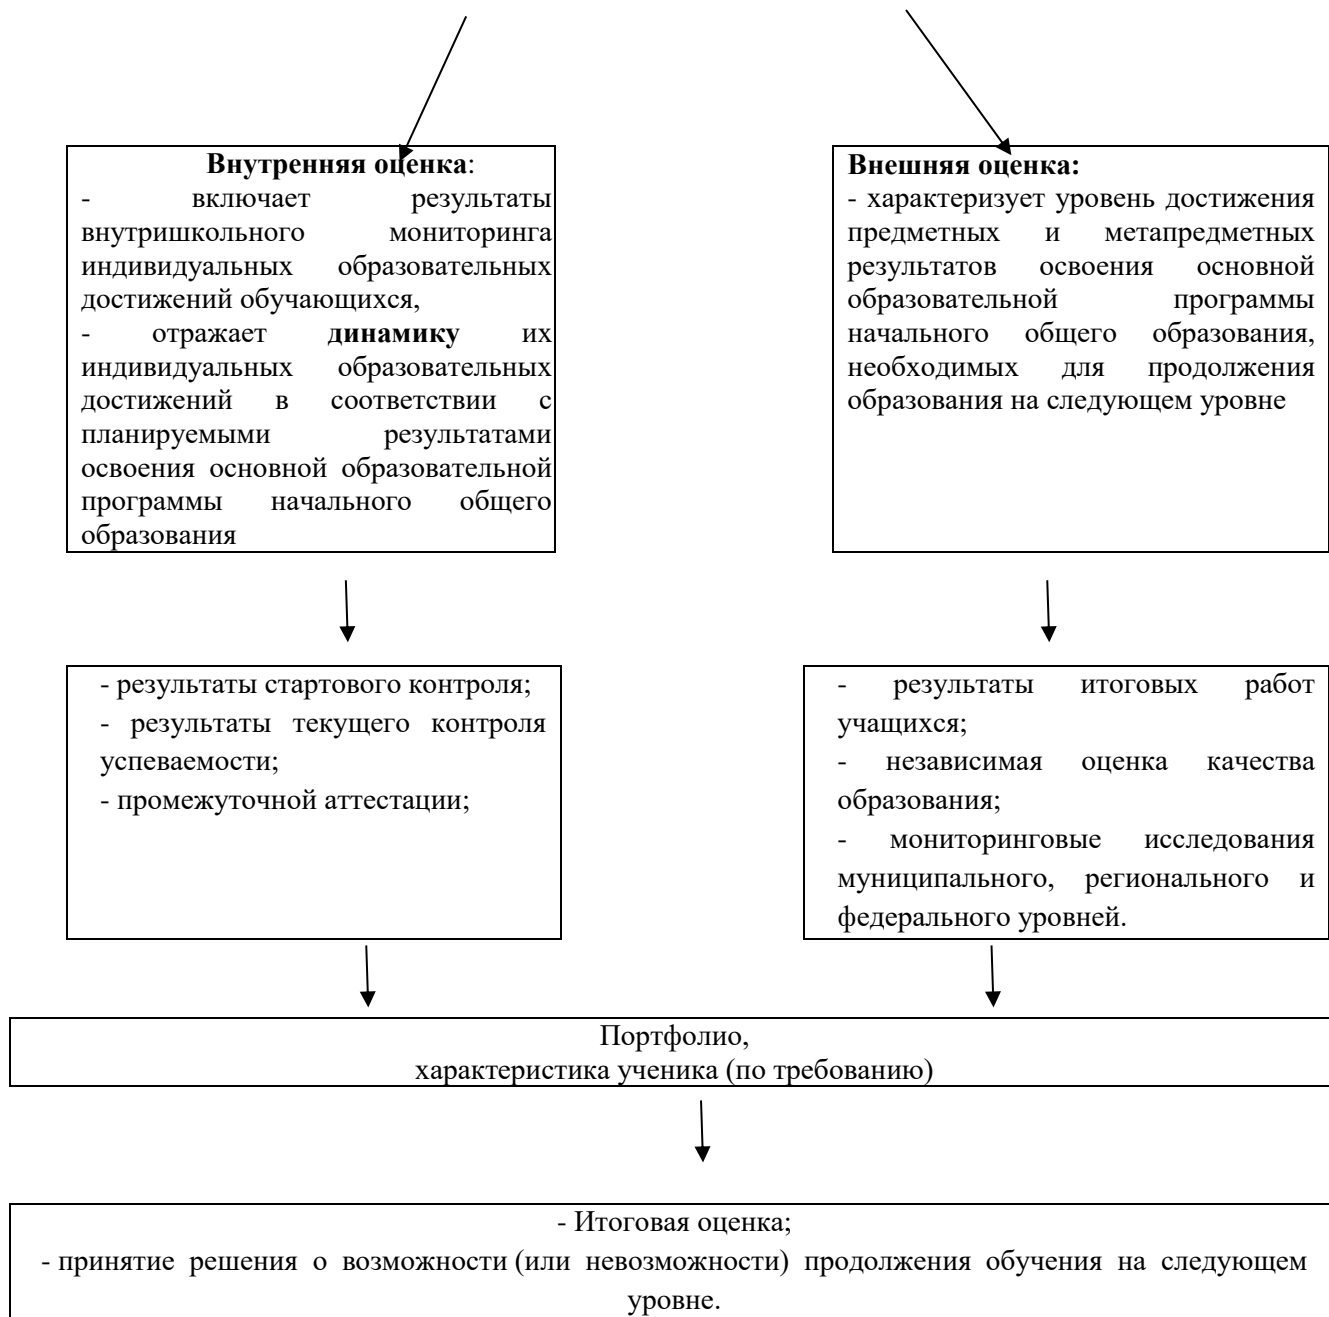 Внутренняя оценка:
- включает результаты
внутришкольного мониторинга
индивидуальных образовательных
достижений обучающихся,
- отражает динамику их
индивидуальных образовательных
достижений в соответствии с
планируемыми результатами
освоения основной образовательной
программы начального общего
образования
Внешняя оценка:
- характеризует уровень достижения
предметных и метапредметных
результатов освоения основной
образовательной программы
начального общего образования,
необходимых для продолжения
образования на следующем уровне
- результаты стартового контроля;
- результаты текущего контроля
успеваемости;
- промежуточной аттестации;
- результаты итоговых работ
учащихся;
- независимая оценка качества
образования;
- мониторинговые исследования
муниципального, регионального и
федерального уровней.
Портфолио,
характеристика ученика (по требованию)
- Итоговая оценка;
- принятие решения о возможности (или невозможности) продолжения обучения на следующем
уровне.